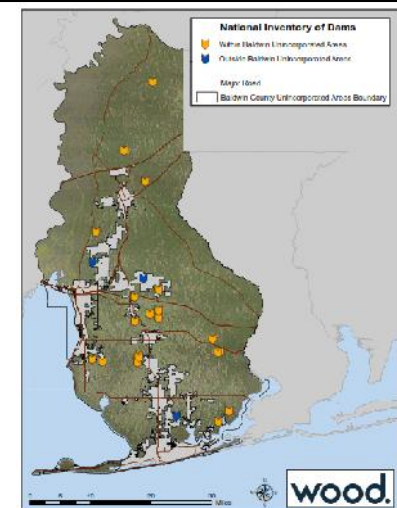 National Inventory of Dams
Within Baldwin Unincorporated Areas
Outside Baldwin Unincorporated Areas
Major Road
Baldwin County Unincorporated Areas Boundary
Miles
wood.